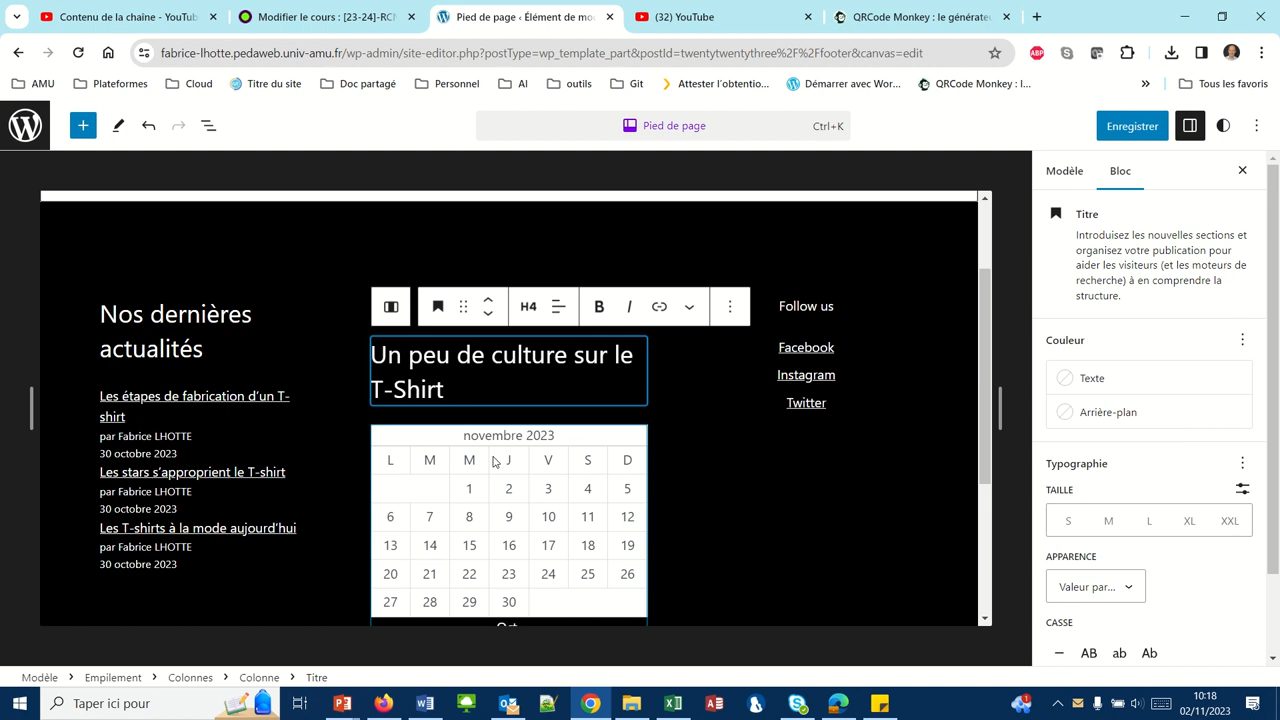 Contenu de la chaîne - YouTub
Modifier le cours : [23-24]-RCN
Pied de page ‹ Élément de mo
(32) YouTube
QRCode Monkey : le générateu
fabrice-lhotte.pedaweb.univ-amu.fr/wp-admin/site-editor.php?postType=wp_template_part&postId=twentytwentythree%2F%2Ffooter&canvas=edit
ABP
AMU
Plateformes
Cloud
Titre du site
Doc partagé
Personnel
AI
outils
Git
Attester l'obtentio...
Démarrer avec Wor...
QRCode Monkey : l...
»
Tous les favoris
Pied de page
Ctrl+K
Enregistrer
Modèle
Bloc
Titre
Introduisez les nouvelles sections et
organisez votre publication pour
aider les visiteurs (et les moteurs de
recherche) à en comprendre la
structure.
Nos dernières
actualités
Les étapes de fabrication d'un T-
shirt
par Fabrice LHOTTE
30 octobre 2023
Les stars s'approprient le T-shirt
par Fabrice LHOTTE
30 octobre 2023
Les T-shirts à la mode aujourd'hui
par Fabrice LHOTTE
30 octobre 2023
H4
B
I
Un peu de culture sur le
T-Shirt
novembre 2023
L M M J V S D
1 2 3 4 5
6 7 8 9 10 11 12
13 14 15 16 17 18 19
20 21 22 23 24 25 26
27 28 29 30
Follow us
Facebook
Instagram
Twitter
Couleur
Texte
Arrière-plan
Typographie
TAILLE
S M L XL XXL
APPARENCE
Valeur par...
CASSE
— AB ab Ab
Modèle > Empilement > Colonnes > Colonne > Titre
Taper ici pour
10:18
02/11/2023